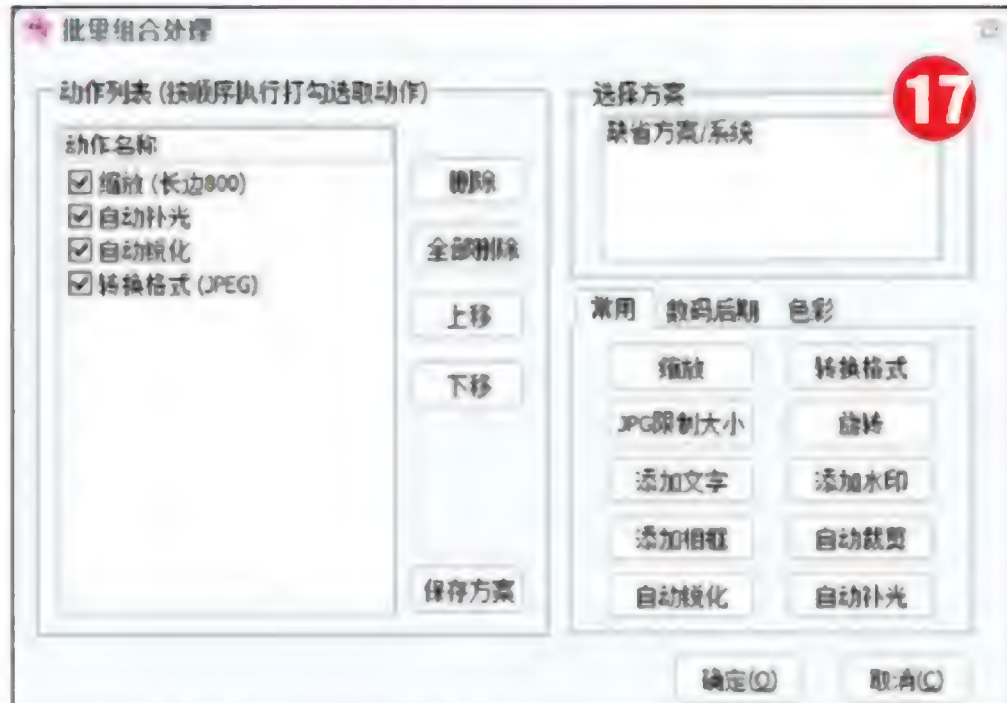 批量组合处理
17
动作列表 (按顺序执行打勾选取动作)
动作名称
缩放 (长边800)
自动补光
自动锐化
转换格式 (JPEG)
删除
全部删除
上移
下移
保存方案
选择方案
缺省方案/系统
常用 数码后期 色彩
缩放 转换格式
JPG限制大小 旋转
添加文字 添加水印
添加相框 自动裁剪
自动锐化 自动补光
确定(O) 取消(C)